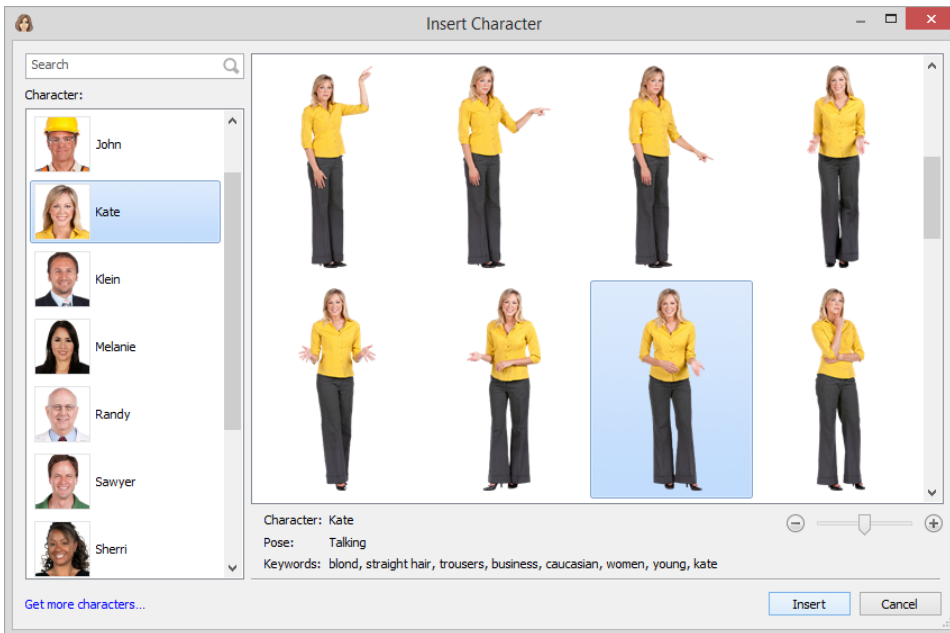 Insert Character
Search
Character:
John
Kate
Klein
Melanie
Randy
Sawyer
Sherri
Character: Kate
Pose: Talking
Keywords: blond, straight hair, trousers, business, caucasian, women, young, kate
Get more characters...
Insert
Cancel